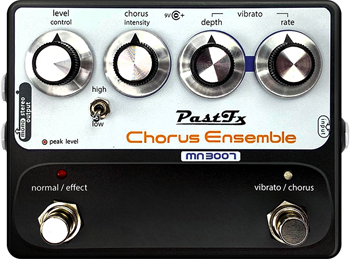 level
control
chorus
intensity
9V
vibrato
depth
rate
high
low
mono stereo
output
input
peak level
PastFx
Chorus Ensemble
MN3007
normal / effect
vibrato / chorus